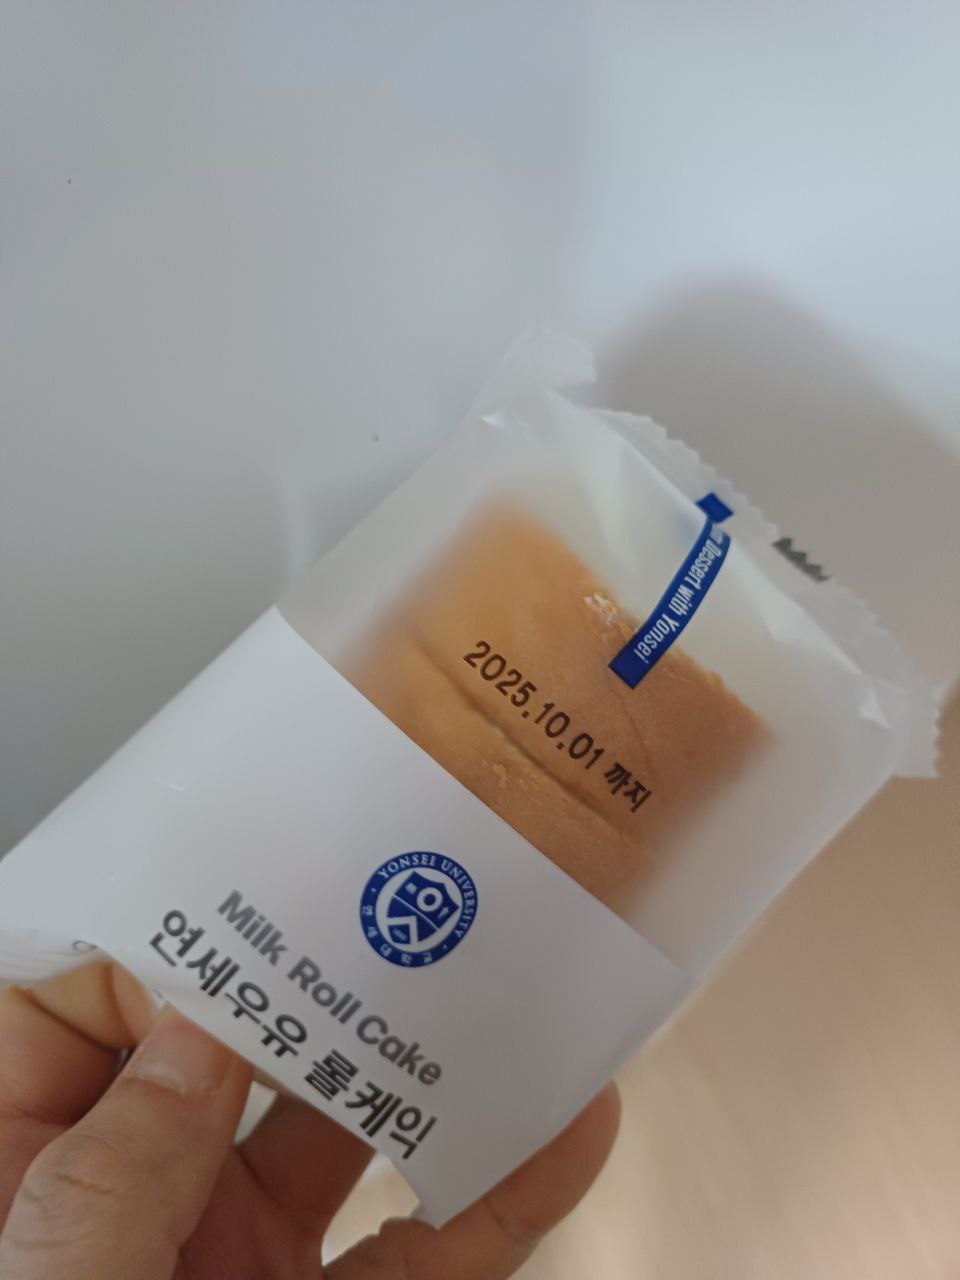 Dessert with Yonsei
2025.10.01 까지
YONSEI UNIVERSITY
Milk Roll Cake
연세우유 롤케익